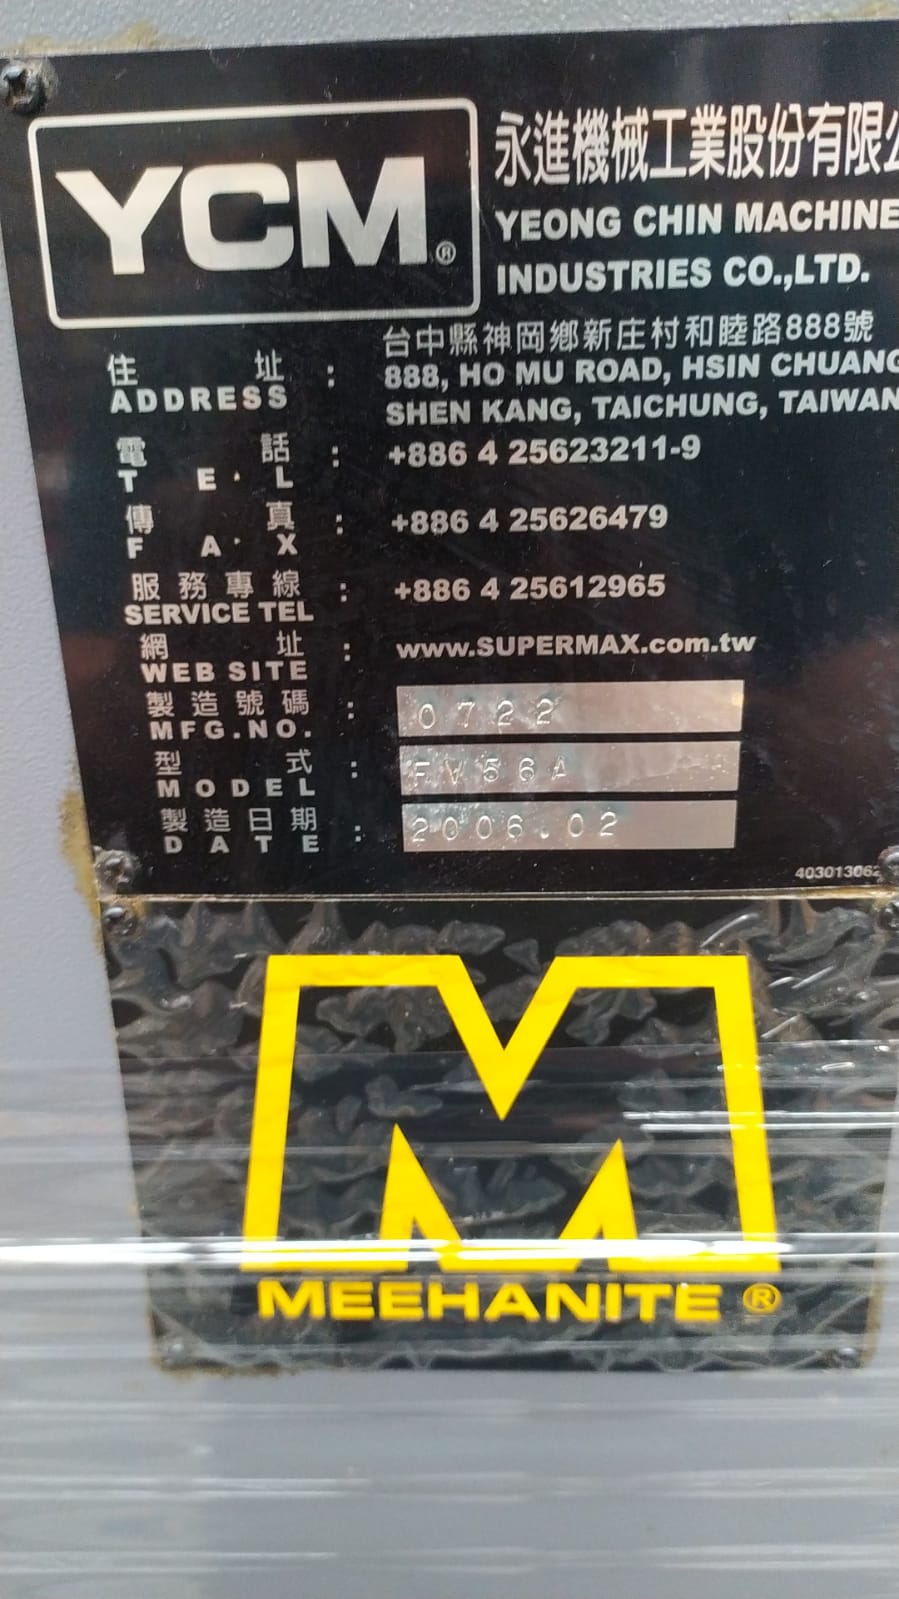 YCM®
永進機械工業股份有限公
YEONG CHIN MACHINE
INDUSTRIES CO.,LTD.
住址 : 台中縣神岡鄉新庄村和睦路888號
ADDRESS 888, HO MU ROAD, HSIN CHUANG
SHEN KANG, TAICHUNG, TAIWAN
電話 : +886 4 25623211-9
TE·L
傳真 : +886 4 25626479
FA·X
服務專線 : +886 4 25612965
SERVICE TEL
網址 : www.SUPERMAX.com.tw
WEB SITE
製造號碼 : 0722
MFG.NO.
型式 : FV56A
MODEL
製造日期 : 2006.02
DATE
403013062
MEEHANITE®